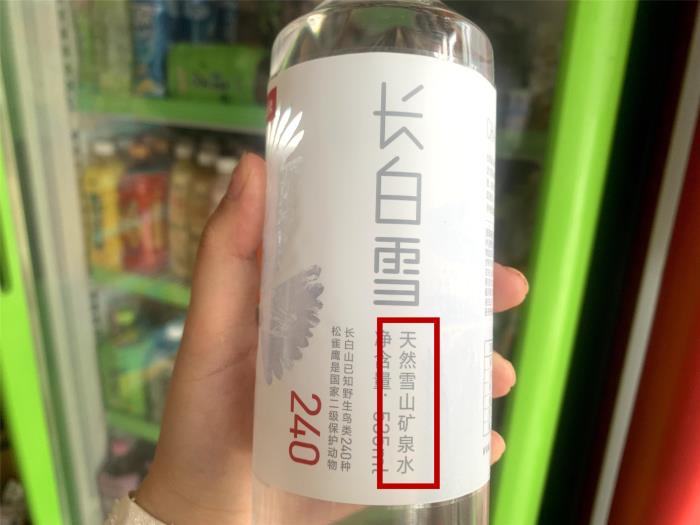 长白雪
天然雪山矿泉水
净含量：535ml
长白山已知野生鸟类240种
松雀鹰是国家二级保护动物
240